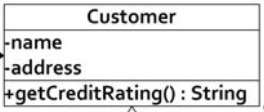 Customer
-name
-address
+getCreditRating() : String